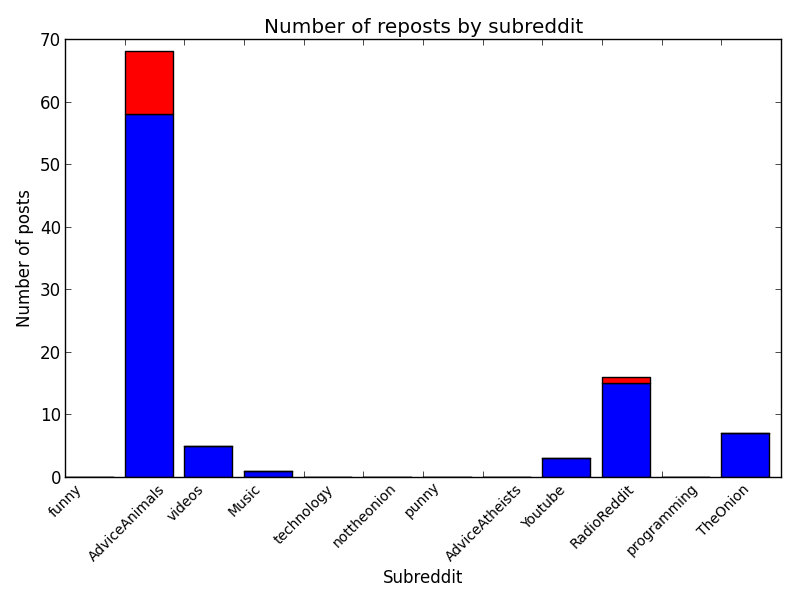 Number of reposts by subreddit
70
60
50
40
30
20
10
0
Number of posts
funny
AdviceAnimals
videos
Music
technology
nottheonion
punny
AdviceAtheists
Youtube
RadioReddit
programming
TheOnion
Subreddit